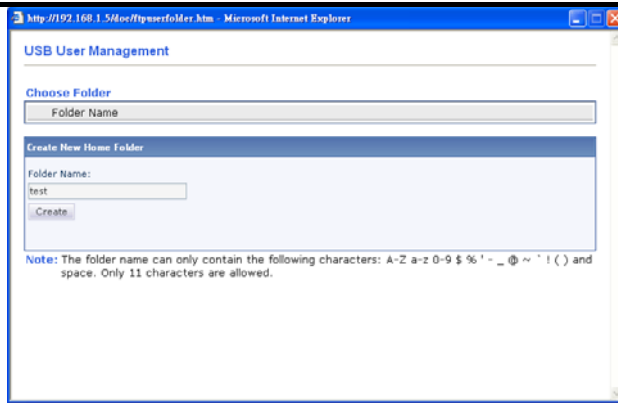 http://192.168.1.5/doc/ftpuserfolder.htm - Microsoft Internet Explorer
USB User Management
Choose Folder
Folder Name
Create New Home Folder
Folder Name:
test
Create
Note: The folder name can only contain the following characters: A-Z a-z 0-9 $ % ' - _ @ ~ ` ! ( ) and
space. Only 11 characters are allowed.